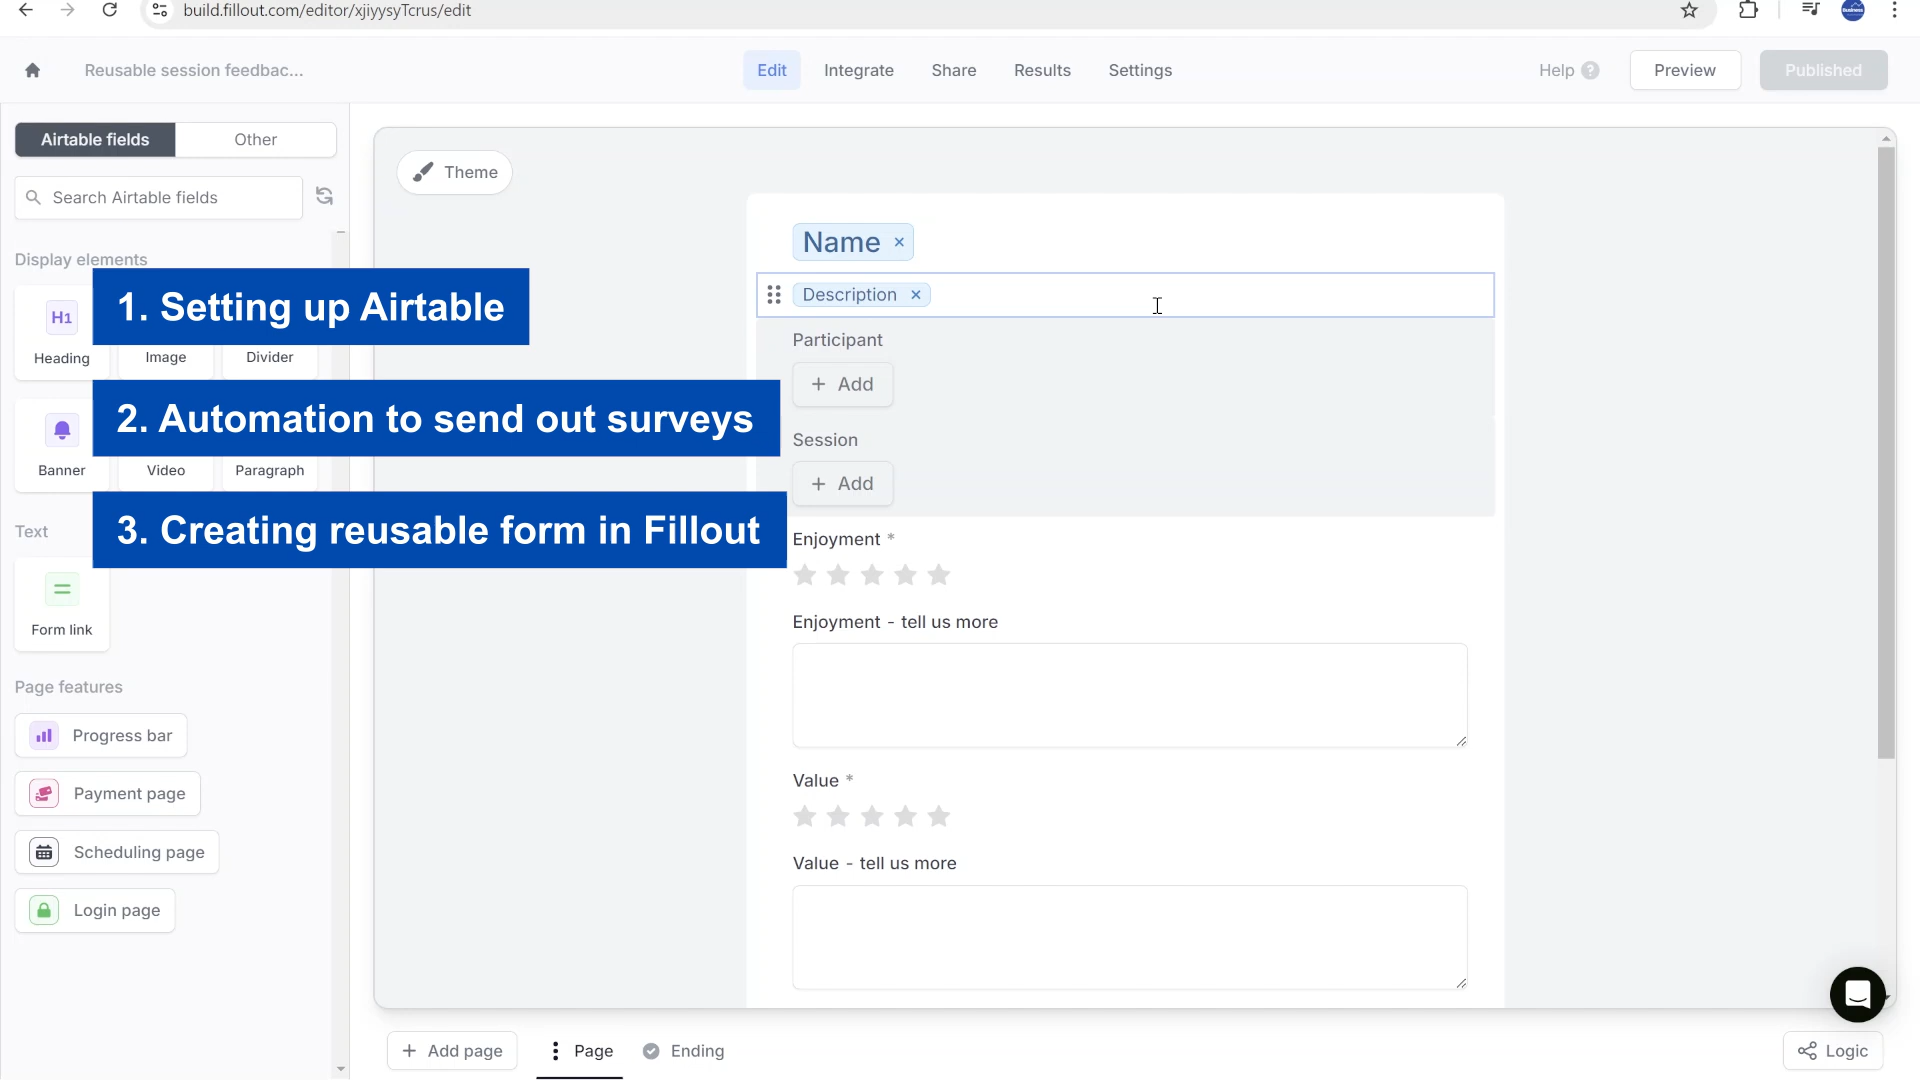 build.fillout.com/editor/xjiyysyTcrus/edit
Reusable session feedbac...
Edit
Integrate
Share
Results
Settings
Help ?
Preview
Published
Airtable fields
Other
Search Airtable fields
Theme
Name ×
Description ×
Display elements
1. Setting up Airtable
H1
Heading
Image
Divider
2. Automation to send out surveys
Banner
Video
Paragraph
Text
3. Creating reusable form in Fillout
Form link
Page features
Progress bar
Payment page
Scheduling page
Login page
Participant
+ Add
Session
+ Add
Enjoyment *
Enjoyment - tell us more
Value *
Value - tell us more
+ Add page
Page
Ending
Logic